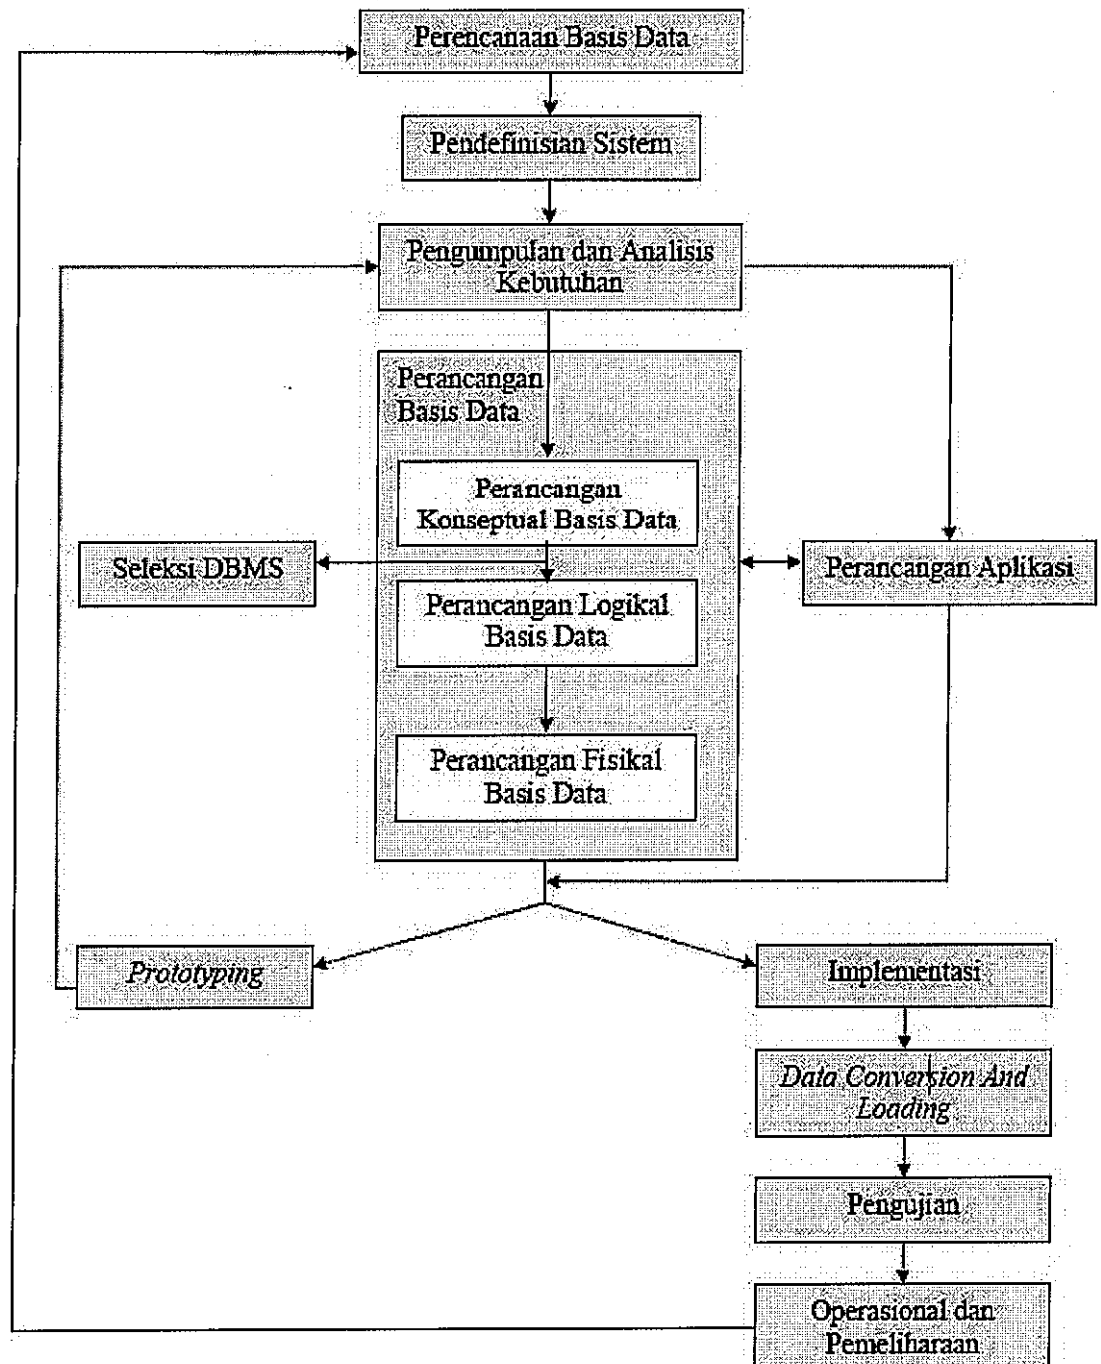 Perencanaan Basis Data
Pendefinisian Sistem
Pengumpulan dan Analisis
Kebutuhan
Perancangan
Basis Data
Perancangan
Konseptual Basis Data
Seleksi DBMS
Perancangan Aplikasi
Perancangan Logikal
Basis Data
Perancangan Fisikal
Basis Data
Prototyping
Implementasi
Data Conversion And
Loading
Pengujian
Operasional dan
Pemeliharaan